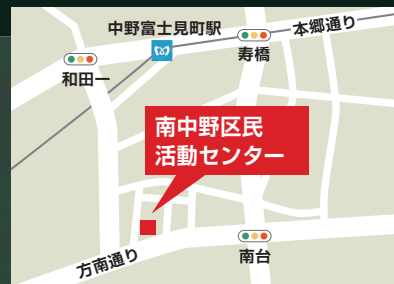 中野富士見町駅
本郷通り
寿橋
和田一
南中野区民
活動センター
方南通り
南台